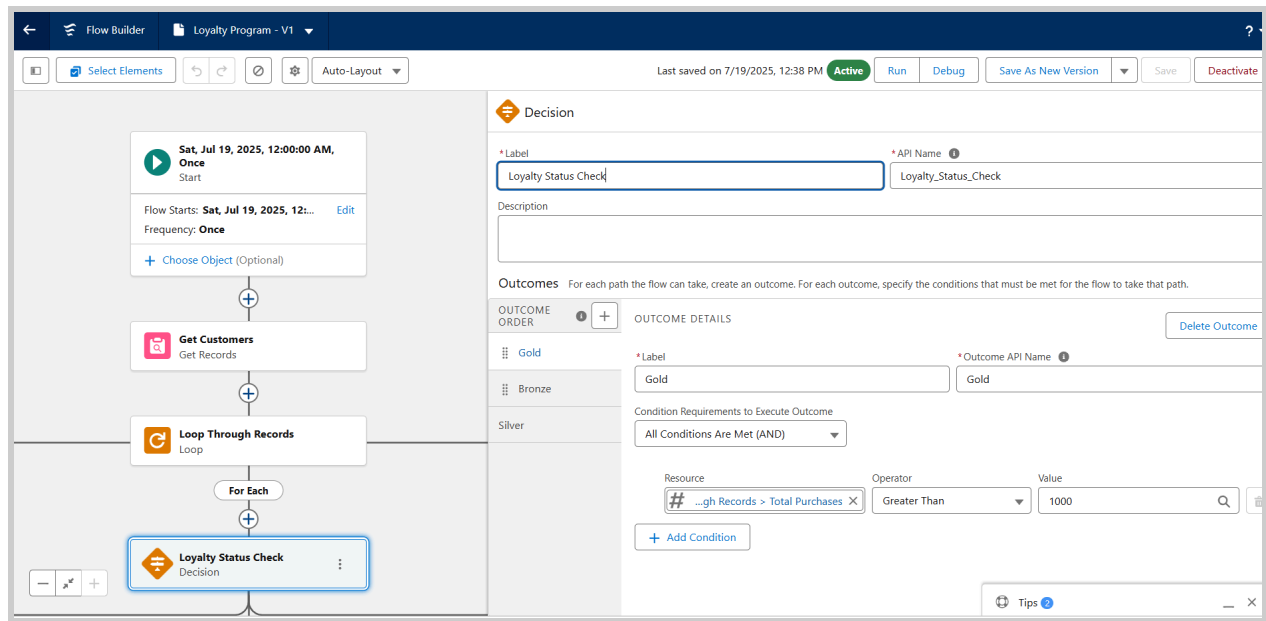 Flow Builder
Loyalty Program - V1
?
Select Elements
Auto-Layout
Last saved on 7/19/2025, 12:38 PM
Active
Run
Debug
Save As New Version
Save
Deactivate
Sat, Jul 19, 2025, 12:00:00 AM,
Once
Start
Flow Starts: Sat, Jul 19, 2025, 12:...
Edit
Frequency: Once
+ Choose Object (Optional)
Get Customers
Get Records
Loop Through Records
Loop
For Each
Loyalty Status Check
Decision
Decision
*Label
*API Name
Loyalty Status Check
Loyalty_Status_Check
Description
Outcomes
For each path the flow can take, create an outcome. For each outcome, specify the conditions that must be met for the flow to take that path.
OUTCOME
ORDER
OUTCOME DETAILS
Delete Outcome
Gold
Bronze
Silver
*Label
*Outcome API Name
Gold
Gold
Condition Requirements to Execute Outcome
All Conditions Are Met (AND)
Resource
Operator
Value
...gh Records > Total Purchases
Greater Than
1000
+ Add Condition
Tips 2